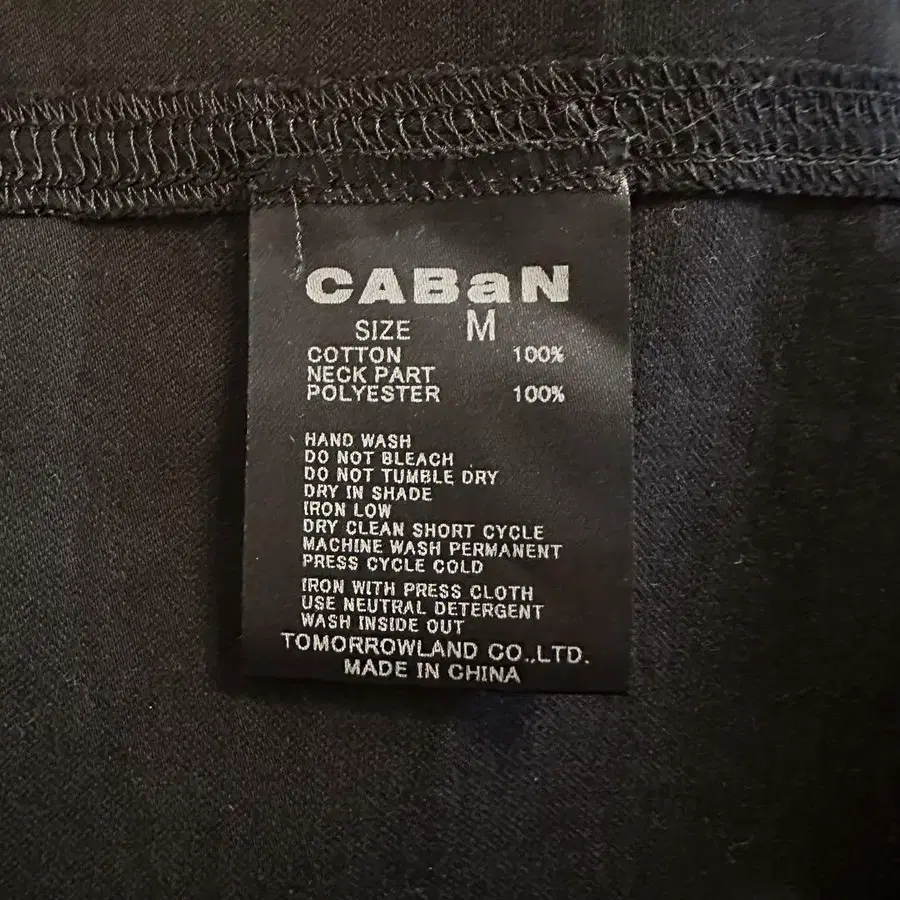 CABaN
SIZE M
COTTON 100%
NECK PART
POLYESTER 100%
HAND WASH
DO NOT BLEACH
DO NOT TUMBLE DRY
DRY IN SHADE
IRON LOW
DRY CLEAN SHORT CYCLE
MACHINE WASH PERMANENT
PRESS CYCLE COLD
IRON WITH PRESS CLOTH
USE NEUTRAL DETERGENT
WASH INSIDE OUT
TOMORROWLAND CO.,LTD.
MADE IN CHINA